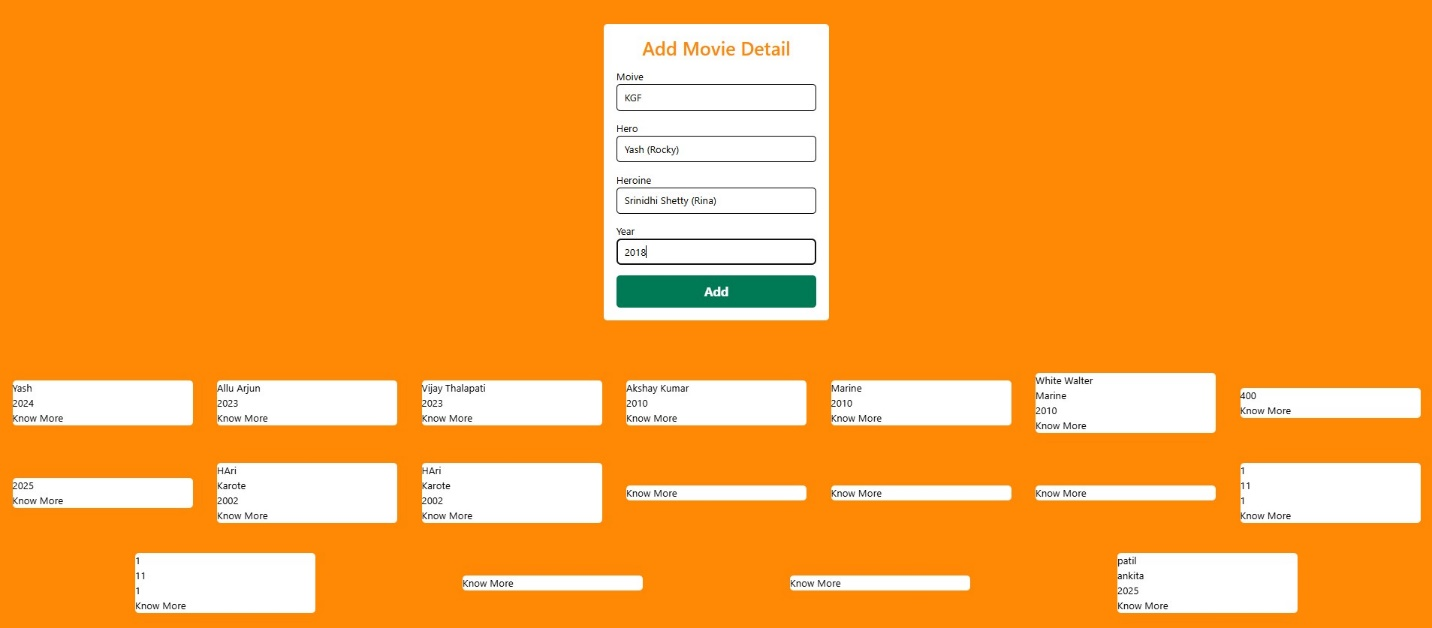 Add Movie Detail
Moive
KGF
Hero
Yash (Rocky)
Heroine
Srinidhi Shetty (Rina)
Year
2018
Add
Yash
2024
Know More
Allu Arjun
2023
Know More
Vijay Thalapati
2023
Know More
Akshay Kumar
2010
Know More
Marine
2010
Know More
White Walter
Marine
2010
Know More
400
Know More
2025
Know More
HAri
Karote
2002
Know More
HAri
Karote
2002
Know More
Know More
Know More
Know More
1
11
1
Know More
1
11
1
Know More
Know More
Know More
patil
ankita
2025
Know More